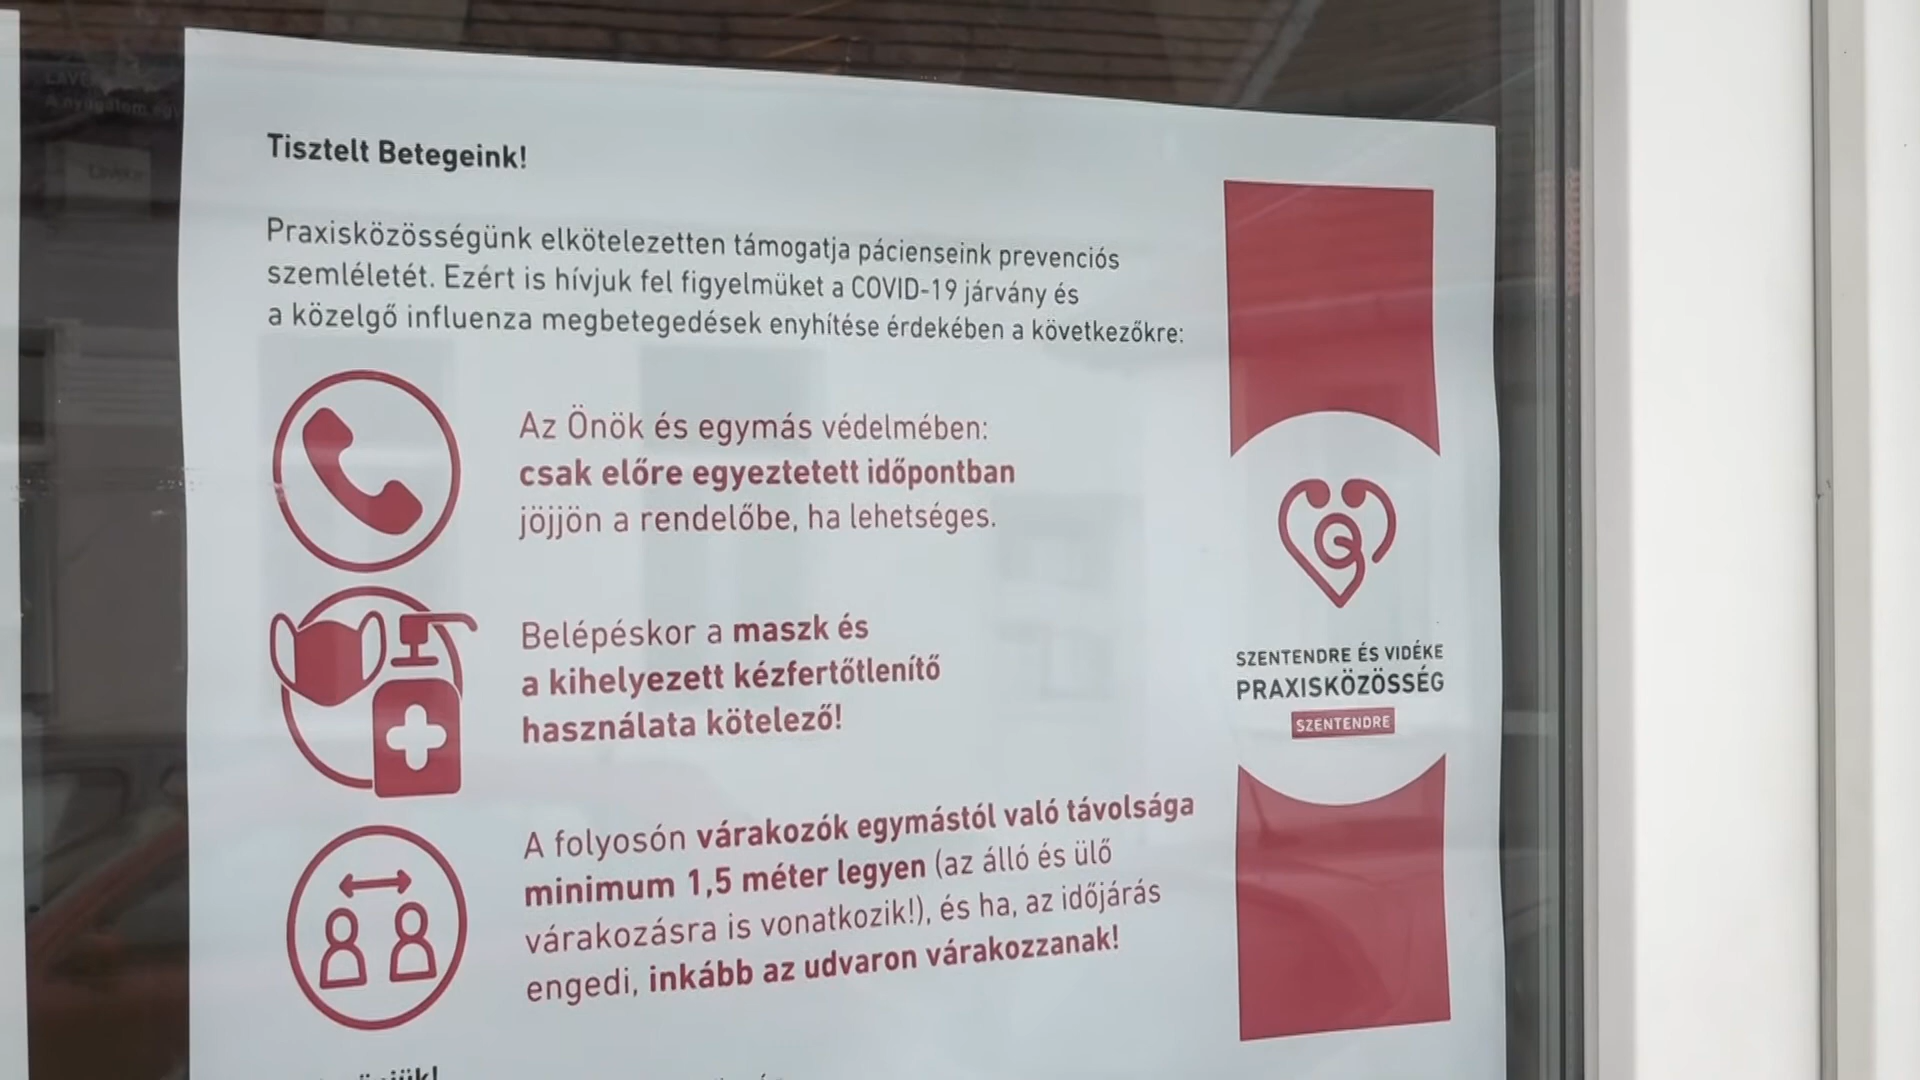 Tisztelt Betegeink!
Praxisközösségünk elkötelezetten támogatja pácienseink prevenciós
szemléletét. Ezért is hívjuk fel figyelmüket a COVID-19 járvány és
a közelgő influenza megbetegedések enyhítése érdekében a következőkre:
Az Önök és egymás védelmében:
csak előre egyeztetett időpontban
jöjjön a rendelőbe, ha lehetséges.
Belépéskor a maszk és
a kihelyezett kézfertőtlenítő
használata kötelező!
A folyosón várakozók egymástól való távolsága
minimum 1,5 méter legyen (az álló és ülő
várakozásra is vonatkozik!), és ha, az időjárás
engedi, inkább az udvaron várakozzanak!
SZENTENDRE ÉS VIDÉKE
PRAXISKÖZÖSSÉG
SZENTENDRE